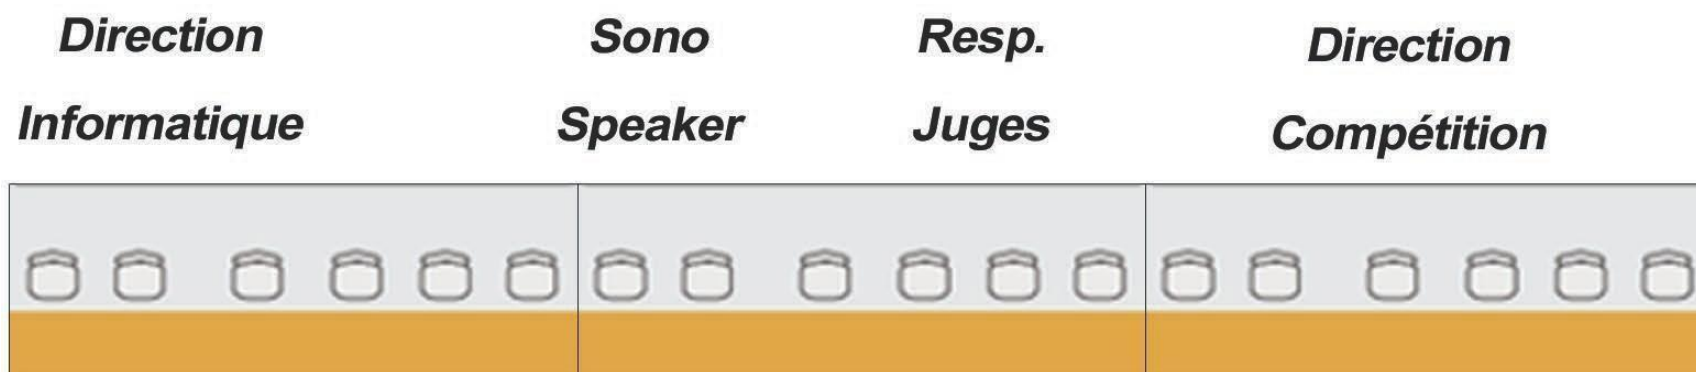 Direction
Informatique
Sono
Speaker
Resp.
Juges
Direction
Compétition